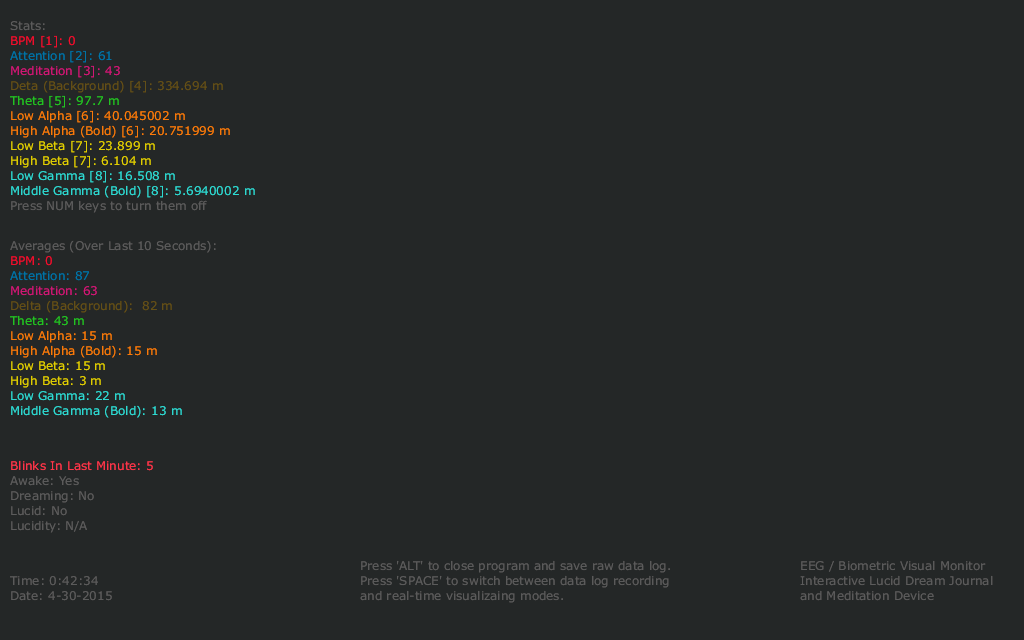 Stats:
BPM [1]: 0
Attention [2]: 61
Meditation [3]: 43
Deta (Background) [4]: 334.694 m
Theta [5]: 97.7 m
Low Alpha [6]: 40.045002 m
High Alpha (Bold) [6]: 20.751999 m
Low Beta [7]: 23.899 m
High Beta [7]: 6.104 m
Low Gamma [8]: 16.508 m
Middle Gamma (Bold) [8]: 5.6940002 m
Press NUM keys to turn them off
Averages (Over Last 10 Seconds):
BPM: 0
Attention: 87
Meditation: 63
Delta (Background):  82 m
Theta: 43 m
Low Alpha: 15 m
High Alpha (Bold): 15 m
Low Beta: 15 m
High Beta: 3 m
Low Gamma: 22 m
Middle Gamma (Bold): 13 m
Blinks In Last Minute: 5
Awake: Yes
Dreaming: No
Lucid: No
Lucidity: N/A
Time: 0:42:34
Date: 4-30-2015
Press 'ALT' to close program and save raw data log.
Press 'SPACE' to switch between data log recording
and real-time visualizaing modes.
EEG / Biometric Visual Monitor
Interactive Lucid Dream Journal
and Meditation Device